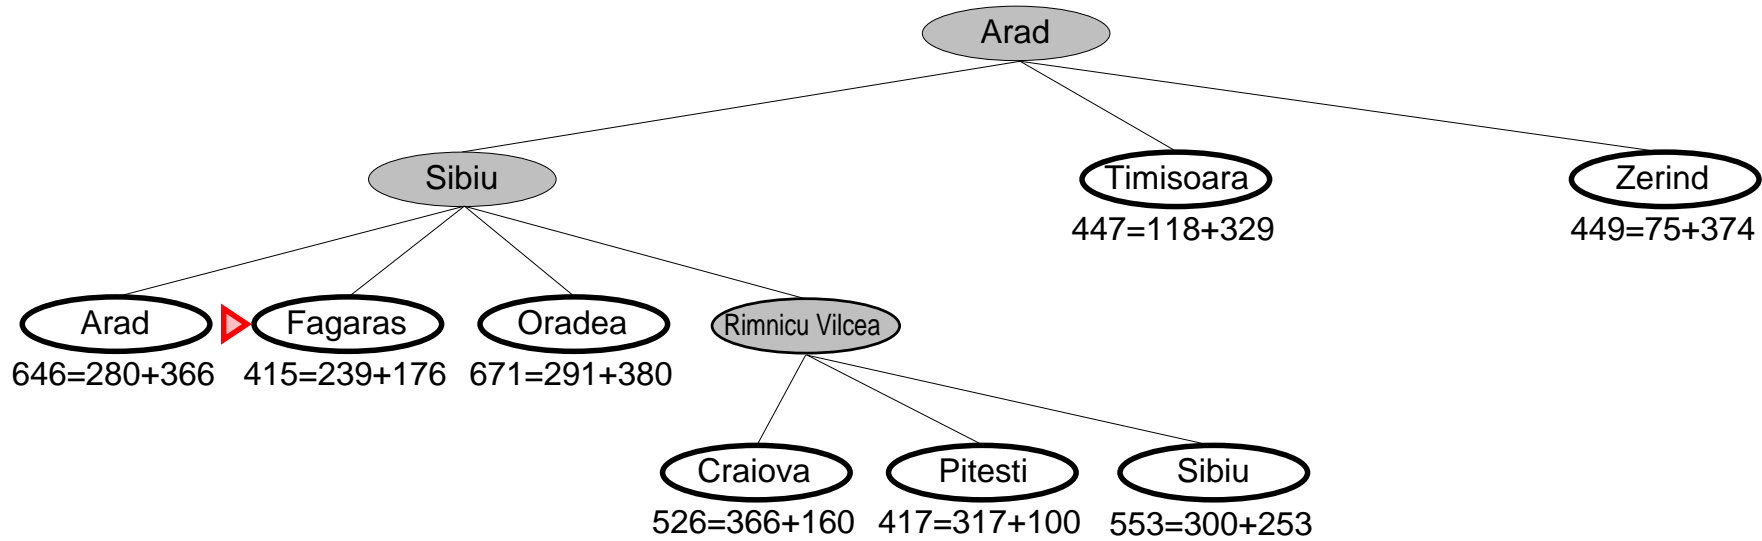 Arad
Sibiu
Timisoara
Zerind
447=118+329
449=75+374
Arad
Fagaras
Oradea
Rimnicu Vilcea
646=280+366
415=239+176
671=291+380
Craiova
Pitesti
Sibiu
526=366+160
417=317+100
553=300+253